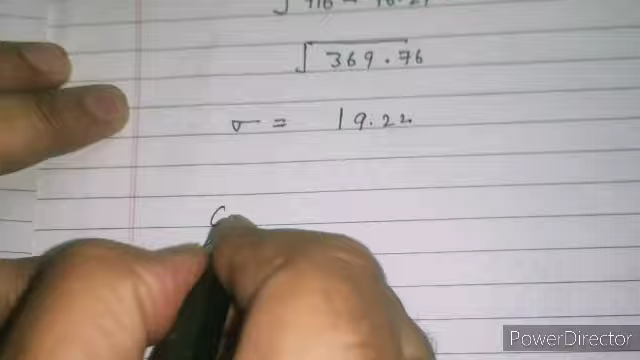 √369.76
σ = 19.22
C
PowerDirector